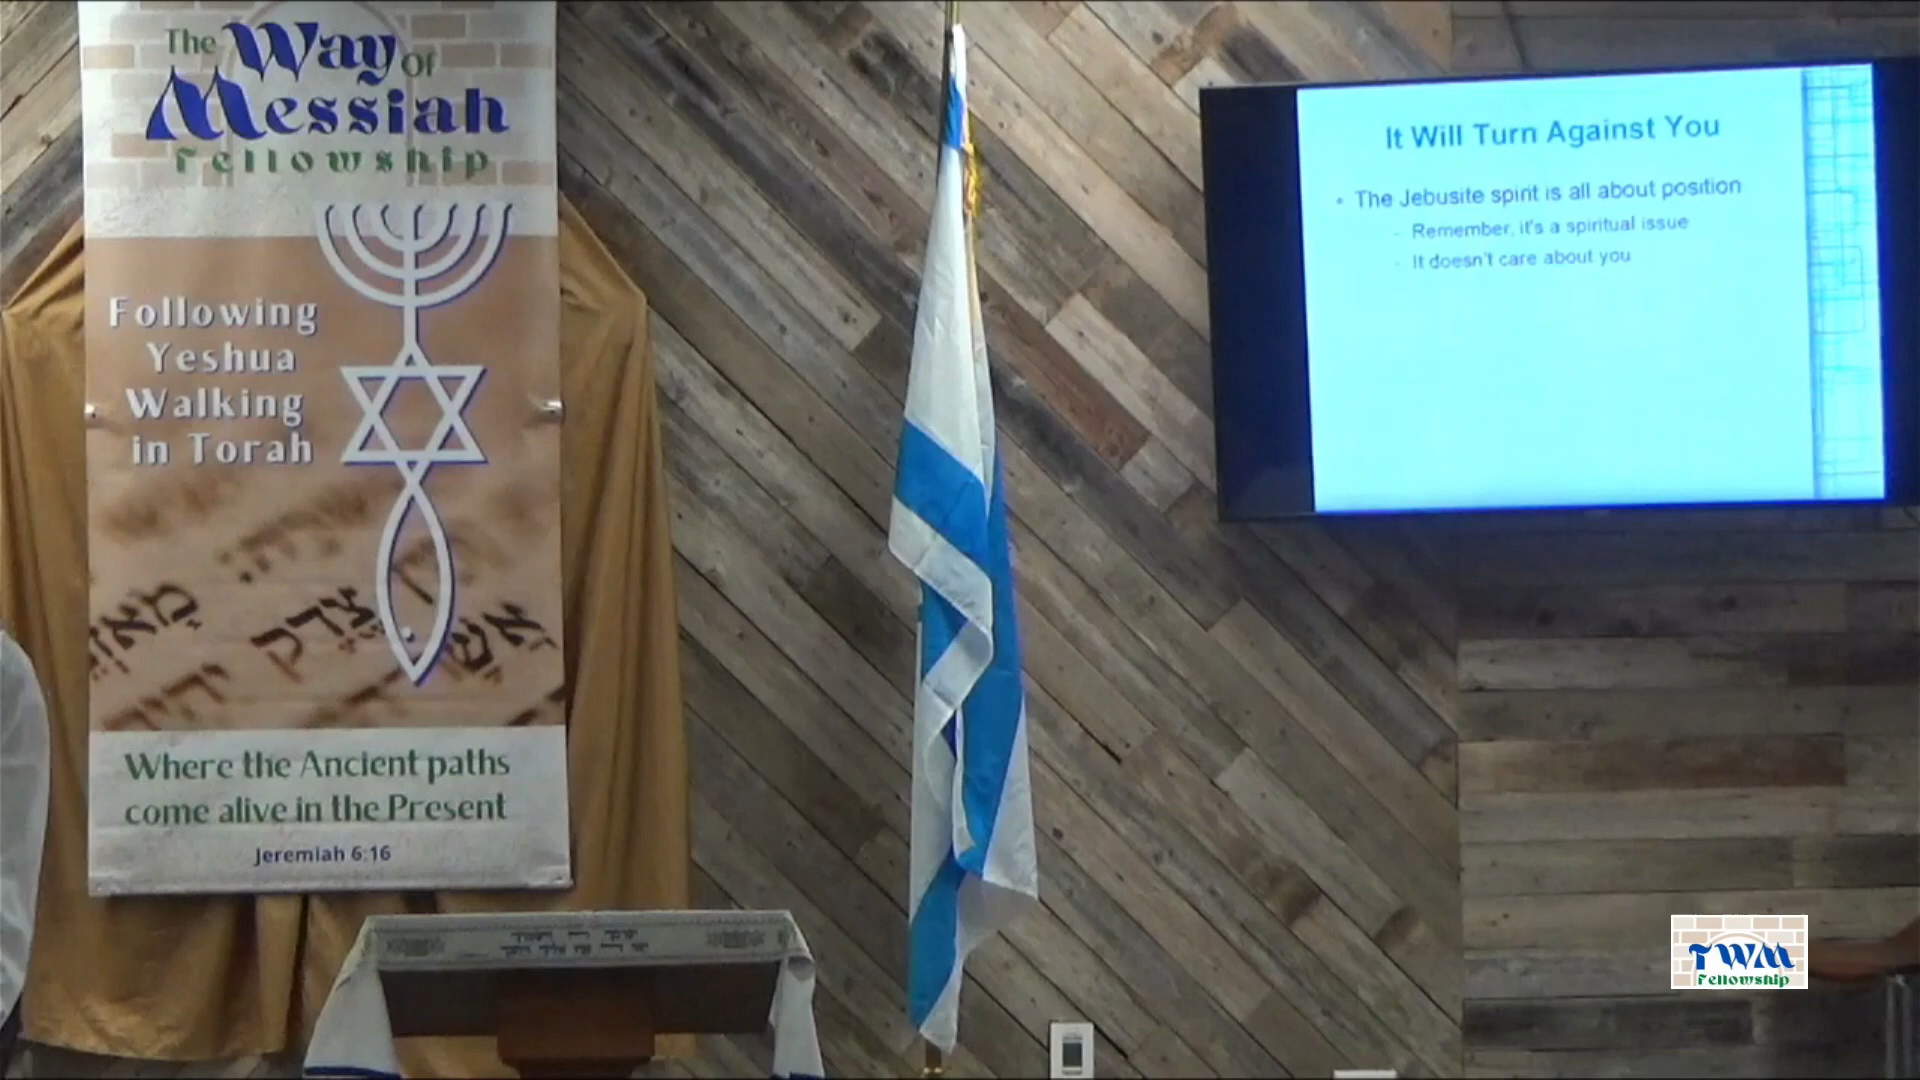 The Way of
Messiah
Fellowship
Following
Yeshua
Walking
in Torah
צדק
Where the Ancient paths
come alive in the Present
Jeremiah 6:16
It Will Turn Against You
• The Jebusite spirit is all about position
- Remember, it's a spiritual issue
- It doesn't care about you
TWM
Fellowship